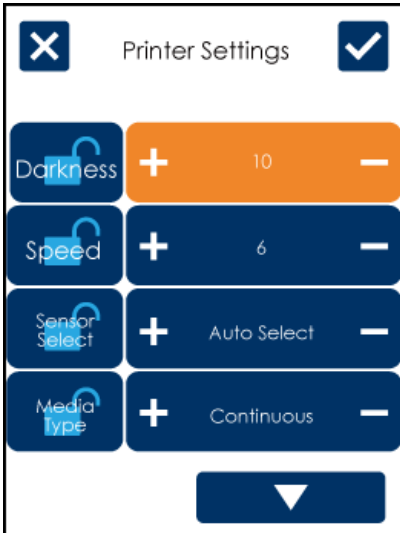 Printer Settings
Darkness
+ 10 −
Speed
+ 6 −
Sensor
Select
+ Auto Select −
Media
Type
+ Continuous −